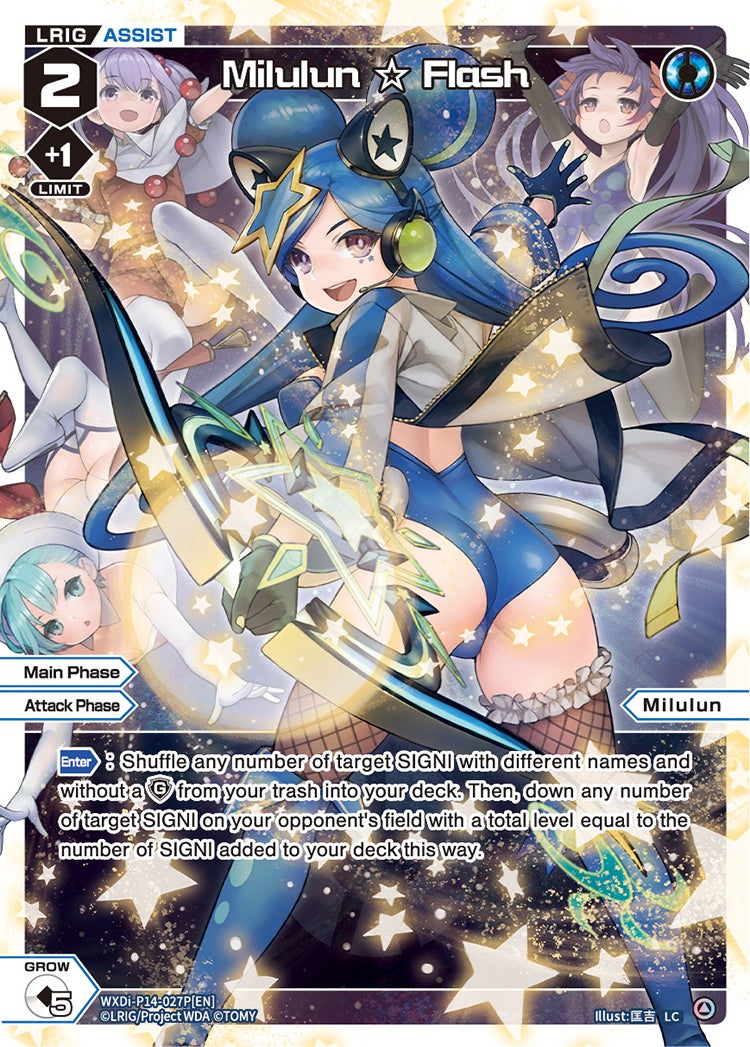 LRIG ASSIST
2
Milulun ☆ Flash
+1
LIMIT
Main Phase
Attack Phase
Milulun
Enter : Shuffle any number of target SIGNI with different names and
without a G from your trash into your deck. Then, down any number
of target SIGNI on your opponent's field with a total level equal to the
number of SIGNI added to your deck this way.
GROW
5
WXDi-P14-027P[EN]
©LRIG/Project WDA ©TOMY
Illust:匡吉 LC